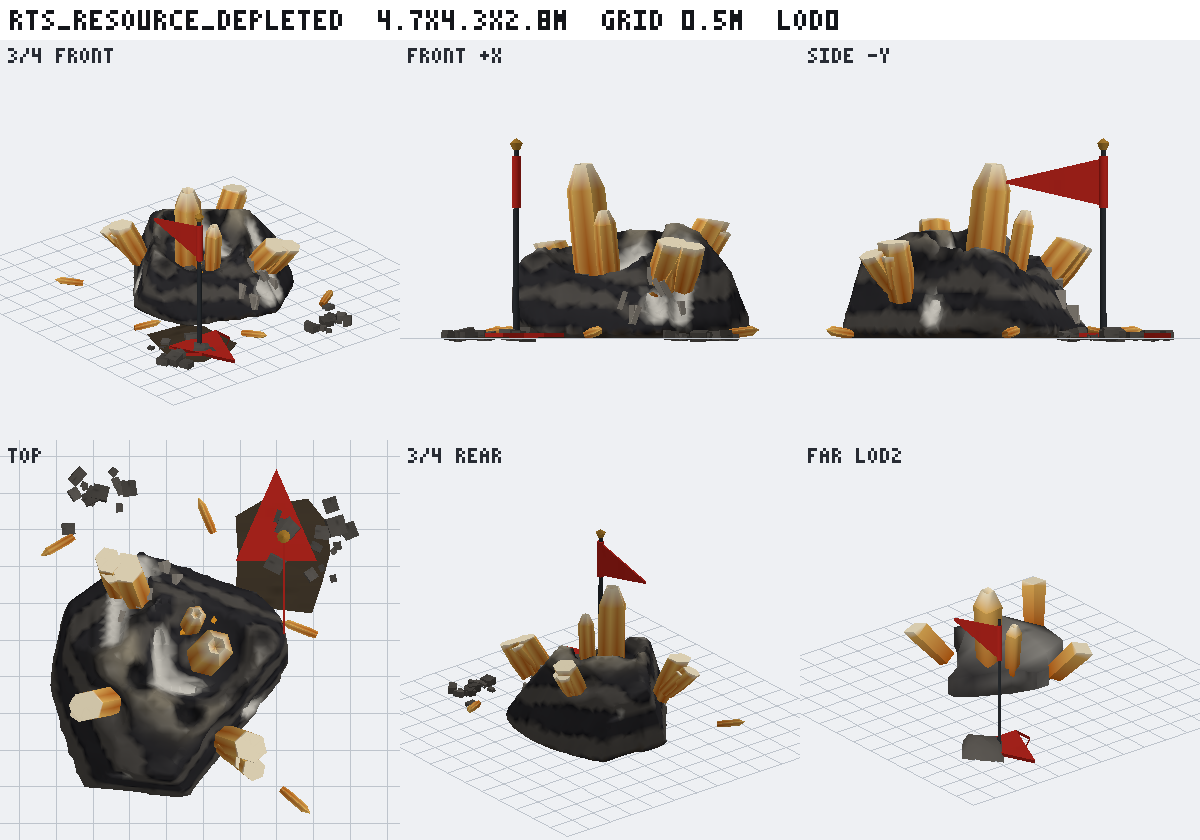 RTS_RESOURCE_DEPLETED 4.7X4.3X2.8M GRID 0.5M LOD0
3/4 FRONT
FRONT +X
SIDE -Y
TOP
3/4 REAR
FAR LOD2